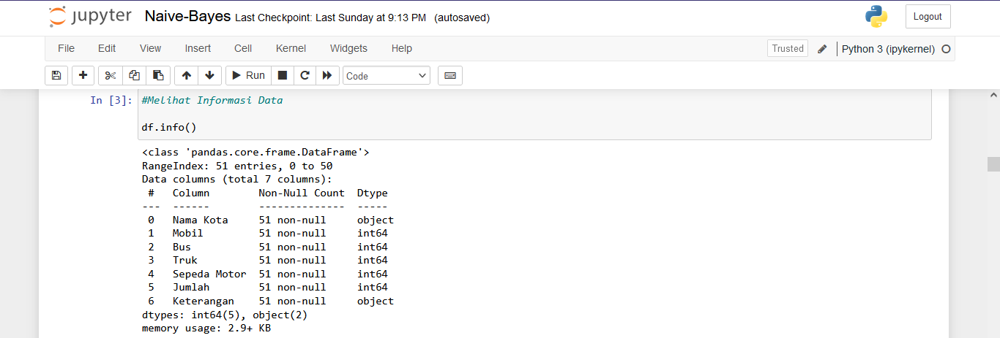 jupyter Naive-Bayes Last Checkpoint: Last Sunday at 9:13 PM (autosaved) Logout
File Edit View Insert Cell Kernel Widgets Help Trusted Python 3 (ipykernel)
Run Code
In [3]: #Melihat Informasi Data
df.info()
<class 'pandas.core.frame.DataFrame'>
RangeIndex: 51 entries, 0 to 50
Data columns (total 7 columns):
 #   Column        Non-Null Count  Dtype
---  ------        --------------  -----
 0   Nama Kota     51 non-null     object
 1   Mobil         51 non-null     int64
 2   Bus           51 non-null     int64
 3   Truk          51 non-null     int64
 4   Sepeda Motor  51 non-null     int64
 5   Jumlah        51 non-null     int64
 6   Keterangan    51 non-null     object
dtypes: int64(5), object(2)
memory usage: 2.9+ KB